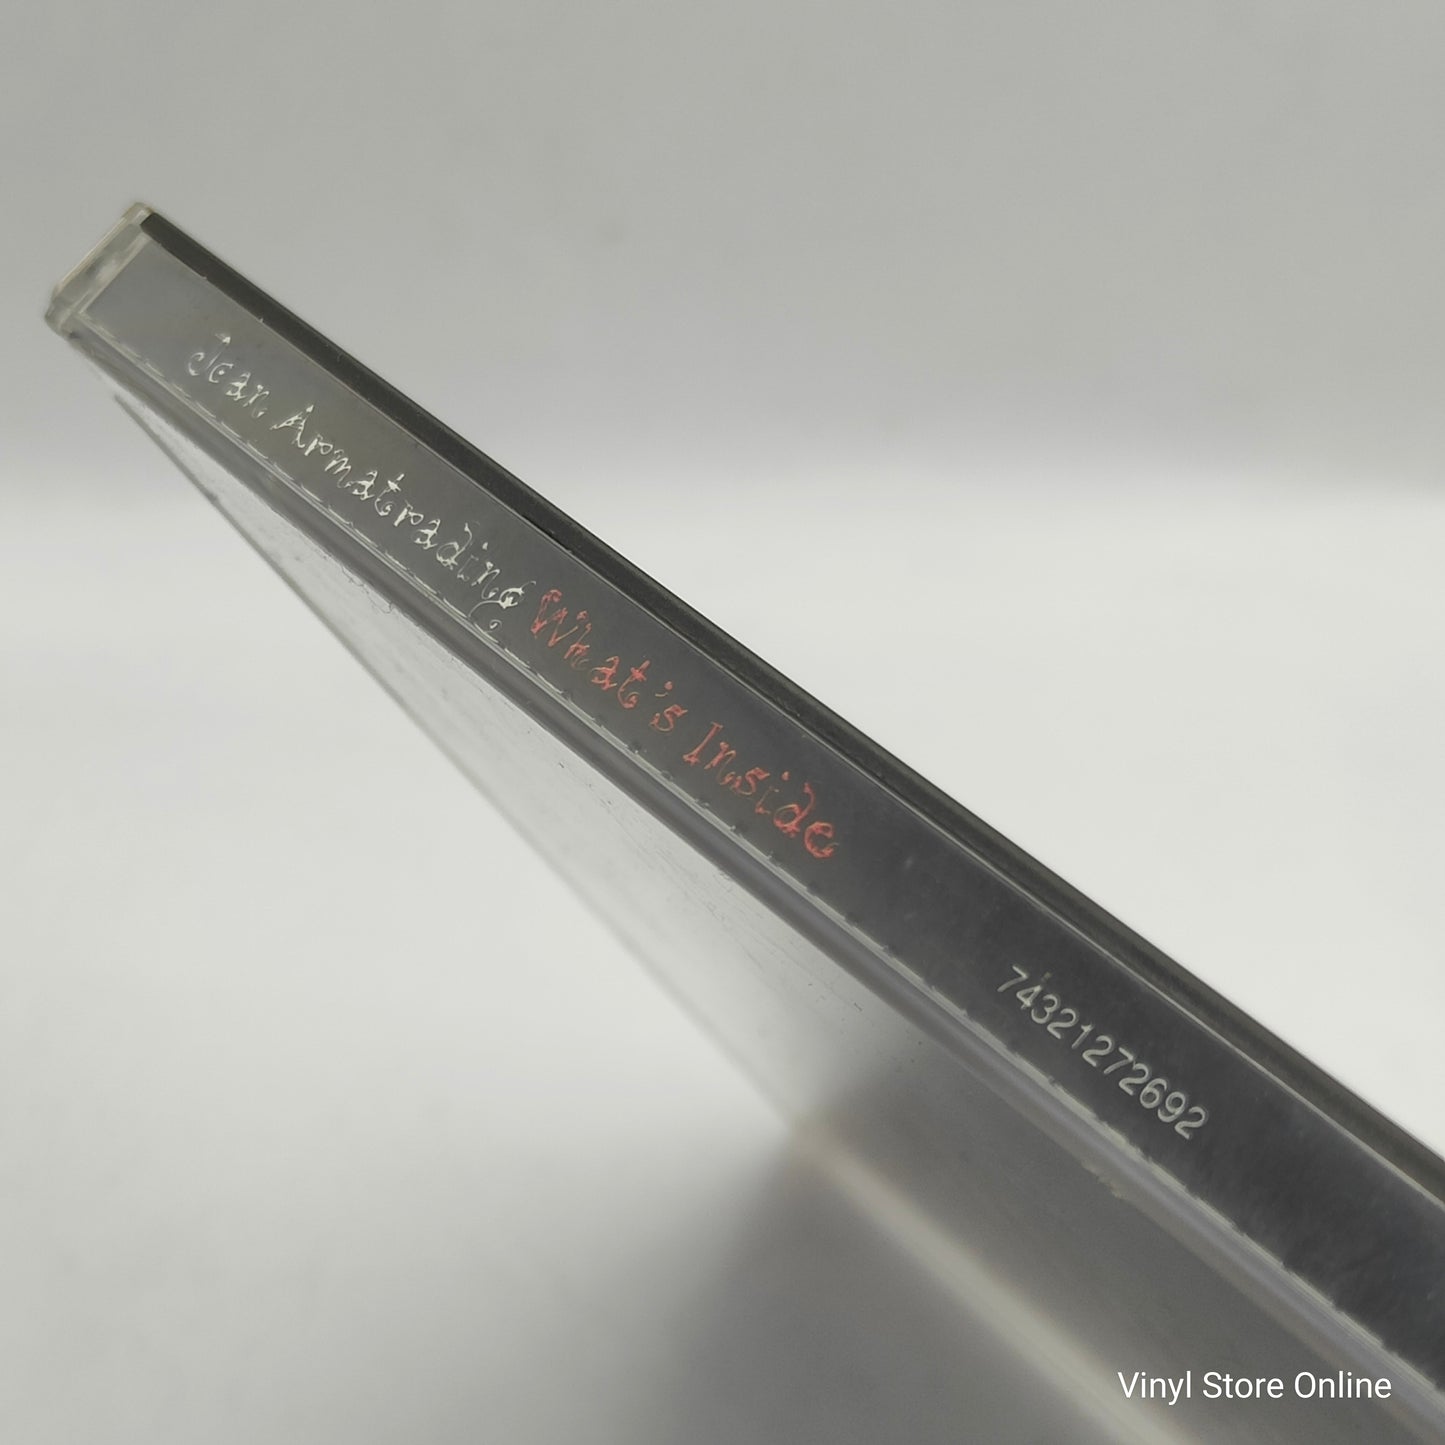 Joan Armatrading What's Inside 74321272692
Vinyl Store Online